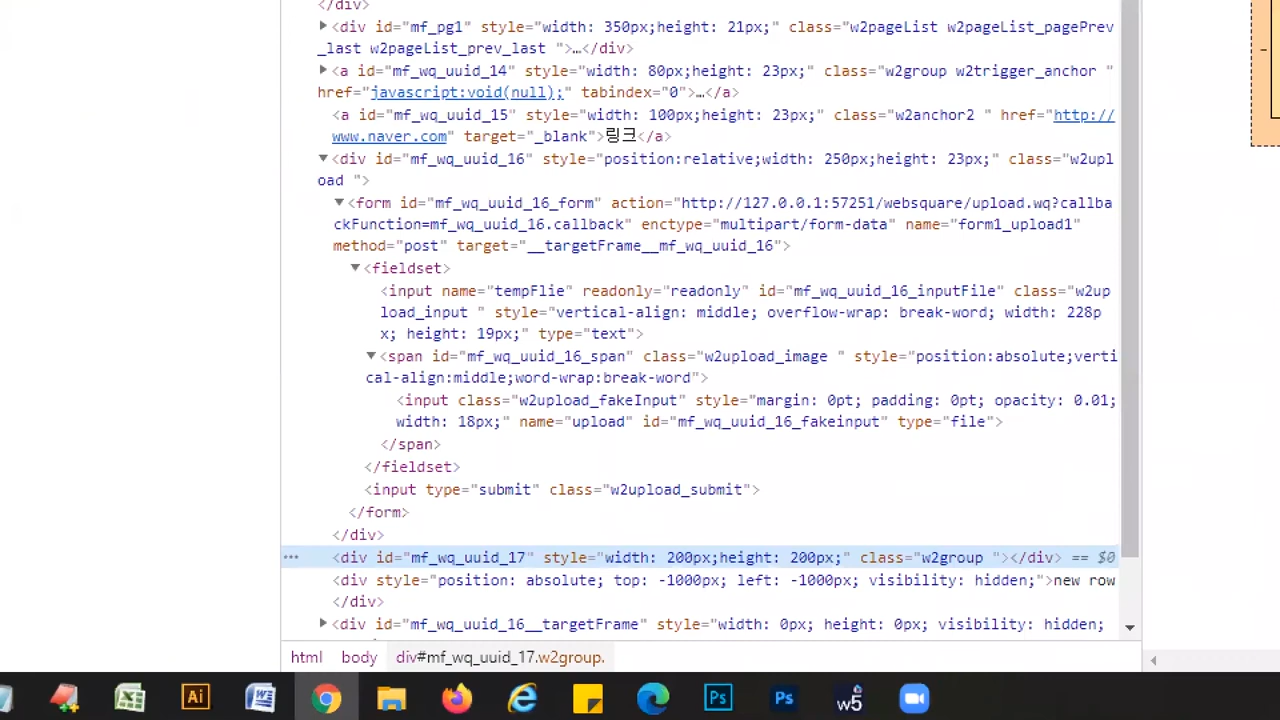 </div>
<div id="mf_pg1" style="width: 350px;height: 21px;" class="w2pageList w2pageList_pagePrev
_last w2pageList_prev_last ">…</div>
<a id="mf_wq_uuid_14" style="width: 80px;height: 23px;" class="w2group w2trigger_anchor "
href="javascript:void(null);" tabindex="0">…</a>
<a id="mf_wq_uuid_15" style="width: 100px;height: 23px;" class="w2anchor2 " href="http://
www.naver.com" target="_blank">링크</a>
<div id="mf_wq_uuid_16" style="position:relative;width: 250px;height: 23px;" class="w2upl
oad ">
<form id="mf_wq_uuid_16_form" action="http://127.0.0.1:57251/websquare/upload.wq?callba
ckFunction=mf_wq_uuid_16.callback" enctype="multipart/form-data" name="form1_upload1"
method="post" target="__targetFrame__mf_wq_uuid_16">
<fieldset>
<input name="tempFlie" readonly="readonly" id="mf_wq_uuid_16_inputFile" class="w2up
load_input " style="vertical-align: middle; overflow-wrap: break-word; width: 228p
x; height: 19px;" type="text">
<span id="mf_wq_uuid_16_span" class="w2upload_image " style="position:absolute;verti
cal-align:middle;word-wrap:break-word">
<input class="w2upload_fakeInput" style="margin: 0pt; padding: 0pt; opacity: 0.01;
width: 18px;" name="upload" id="mf_wq_uuid_16_fakeinput" type="file">
</span>
</fieldset>
<input type="submit" class="w2upload_submit">
</form>
</div>
<div id="mf_wq_uuid_17" style="width: 200px;height: 200px;" class="w2group "></div> == $0
<div style="position: absolute; top: -1000px; left: -1000px; visibility: hidden;">new row
</div>
<div id="mf_wq_uuid_16__targetFrame" style="width: 0px; height: 0px; visibility: hidden;
html body div#mf_wq_uuid_17.w2group.
Ai W Ps Ps w5